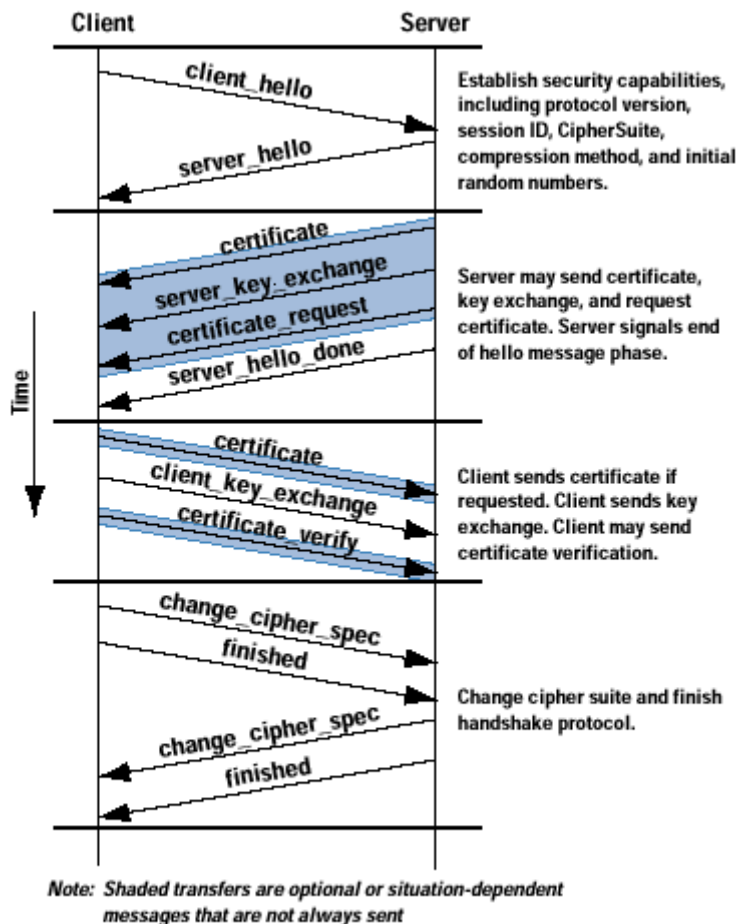 Client
Server
client_hello
server_hello
Establish security capabilities,
including protocol version,
session ID, CipherSuite,
compression method, and initial
random numbers.
certificate
server_key_exchange
certificate_request
server_hello_done
Server may send certificate,
key exchange, and request
certificate. Server signals end
of hello message phase.
Time
certificate
client_key_exchange
certificate_verify
Client sends certificate if
requested. Client sends key
exchange. Client may send
certificate verification.
change_cipher_spec
finished
change_cipher_spec
finished
Change cipher suite and finish
handshake protocol.
Note: Shaded transfers are optional or situation-dependent
messages that are not always sent